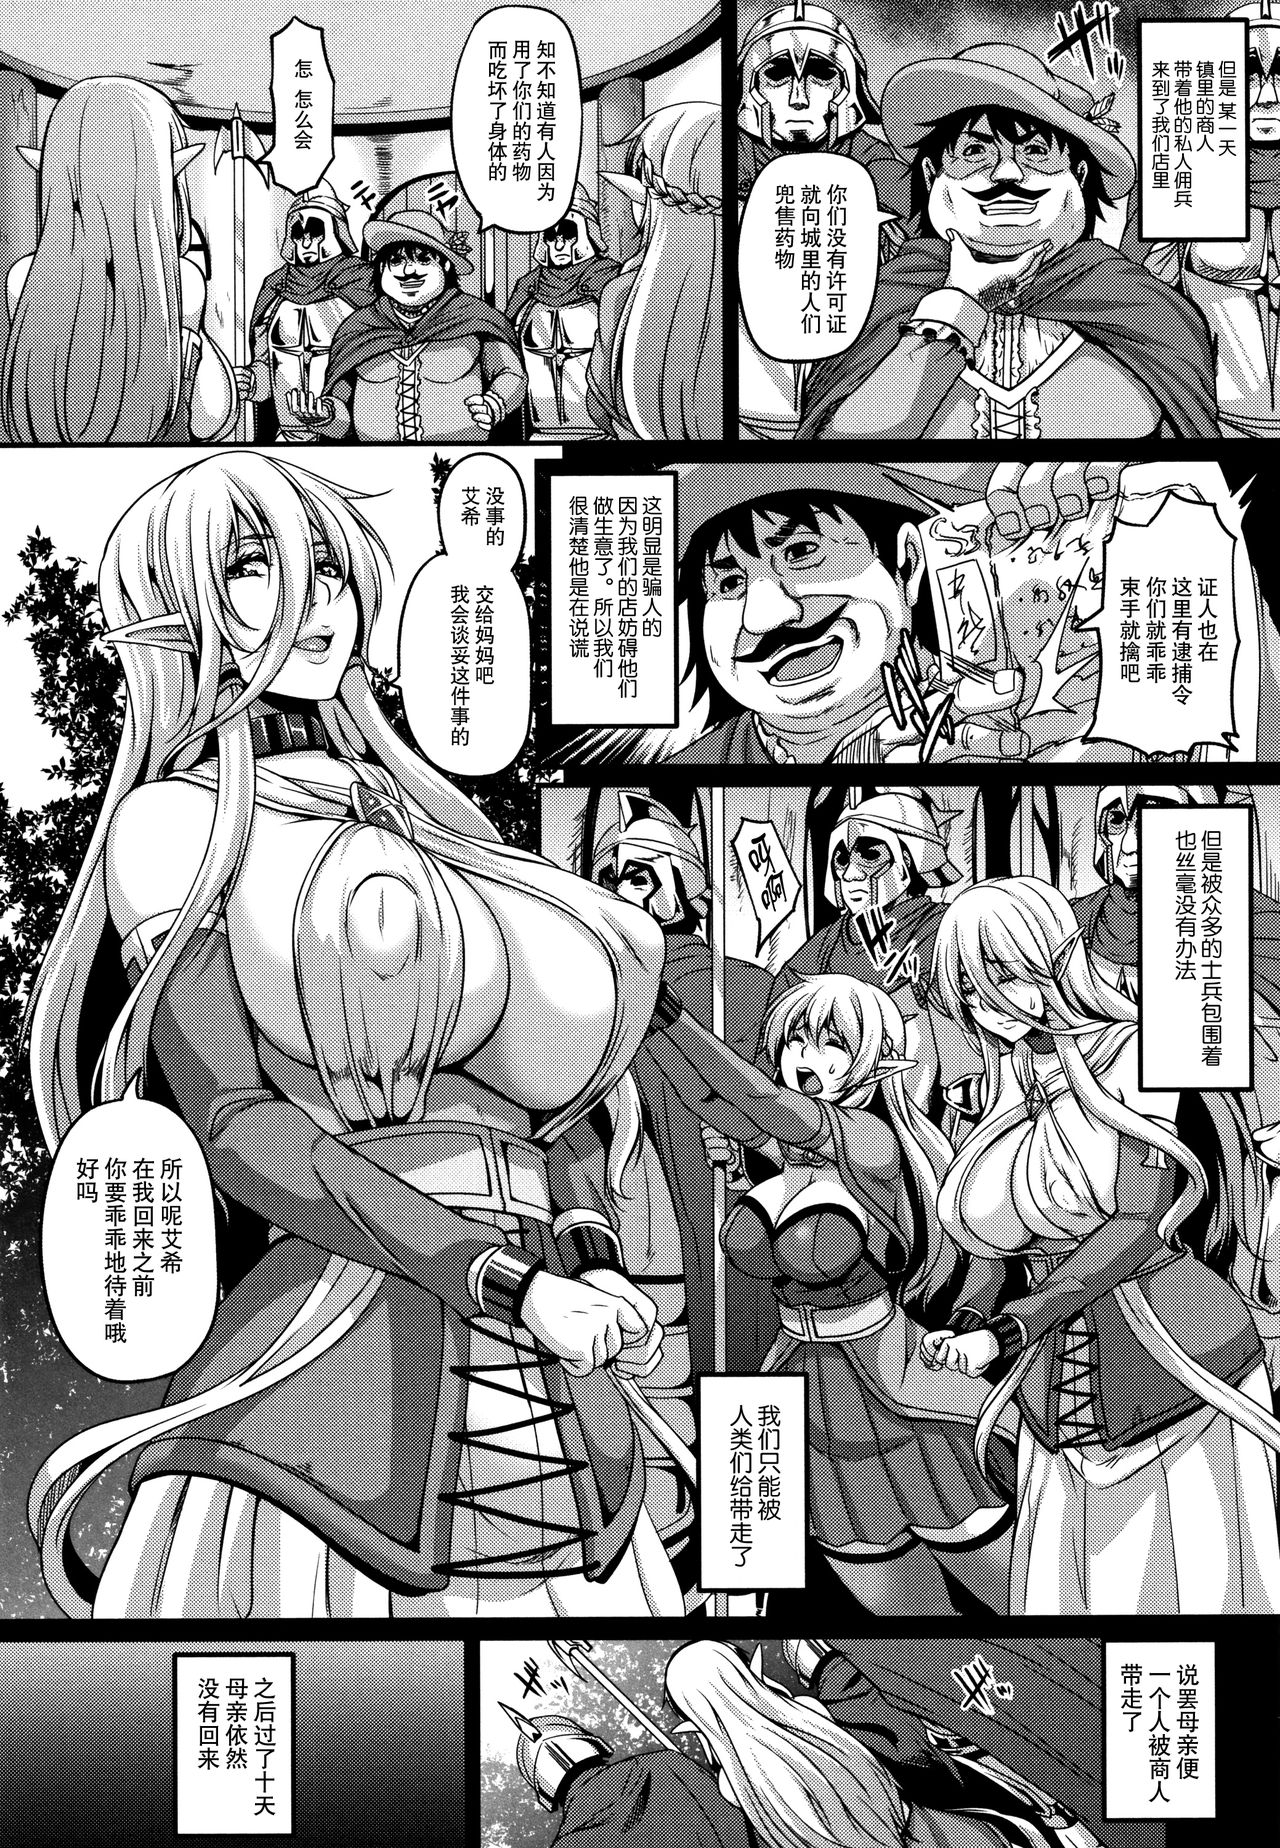 但是 某一天
镇里的商人
带着他的私人佣兵
来到了我们店里
你们没有许可证
就向城里的人们
兜售药物
知不知道有人因为
用了你们的药物
而吃坏了身体的
怎 怎么会
证人也在
这里有逮捕令
你们就乖乖
束手就擒吧
这明显是骗人的
因为我们的店妨碍他们
做生意了。所以我们
很清楚他是在说谎
但是被众多的士兵包围着
也丝毫没有办法
呀啊
我们只能被
人类们给带走了
没事的
艾希
交给妈妈吧
我会谈妥这件事的
所以呢艾希
在我回来之前
你要乖乖地待着哦
好吗
说罢母亲便
一个人被商人
带走了
之后过了十天
母亲依然
没有回来